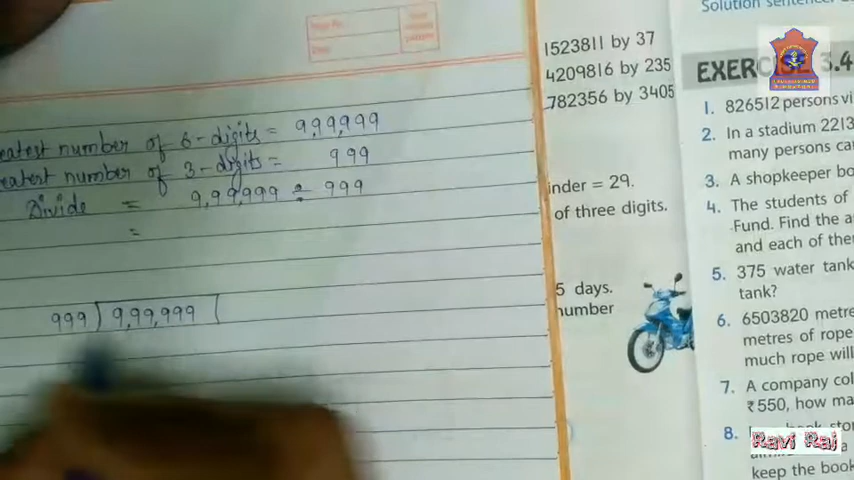 Page No.
Date
eatest number of 6-digits = 9,99,999
eatest number of 3-digits = 999
Divide = 9,99,999 ÷ 999
=
999 ) 9,99,999 (
1523811 by 37
4209816 by 235
782356 by 3405
inder = 29.
of three digits.
5 days.
number
Solution sentence
EXERCISE 3.4
1. 826512 persons vi
2. In a stadium 2213
many persons ca
3. A shopkeeper bo
4. The students of
Fund. Find the a
and each of ther
5. 375 water tank
tank?
6. 6503820 metre
metres of rope
much rope will
7. A company
₹550, how ma
8.
keep the book
Ravi Raj